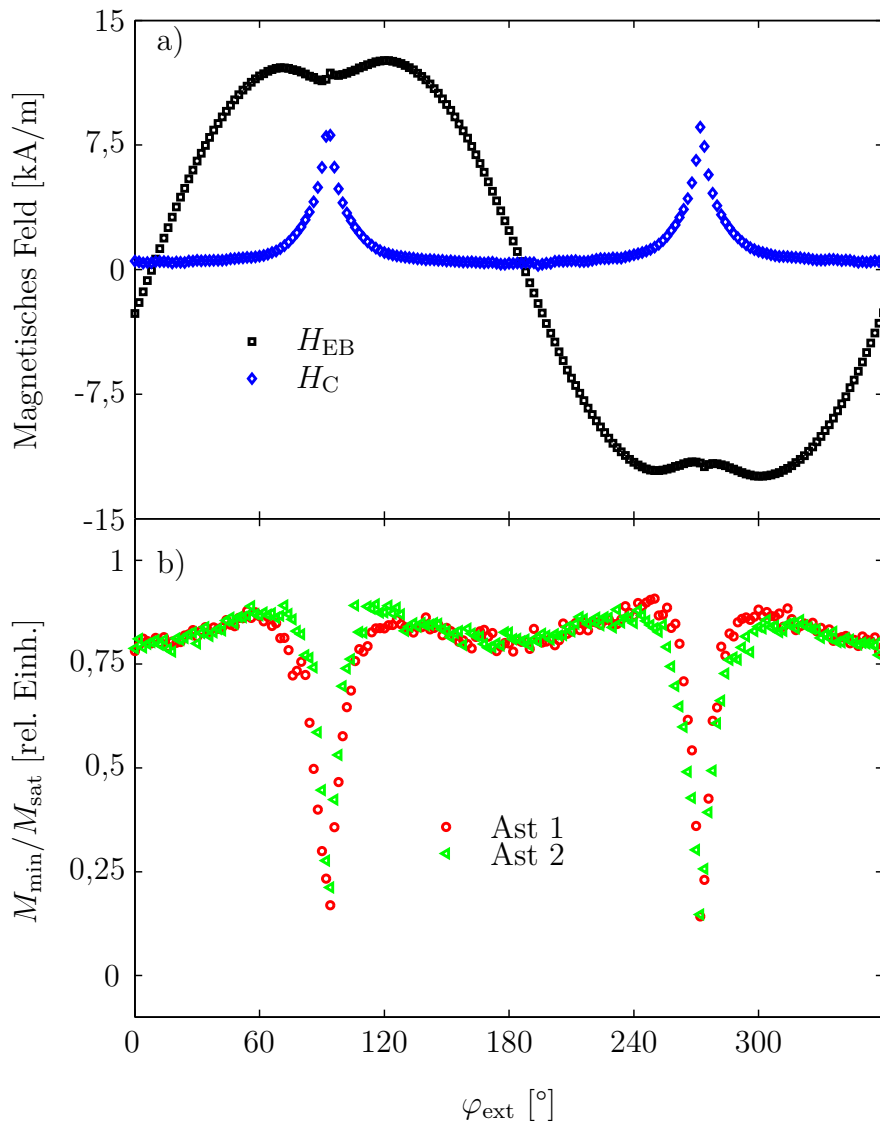 a)
15
7,5
0
-7,5
-15
Magnetisches Feld [kA/m]
H_EB
H_C
b)
1
0,75
0,5
0,25
0
M_min/M_sat [rel. Einh.]
Ast 1
Ast 2
0 60 120 180 240 300
φ_ext [°]